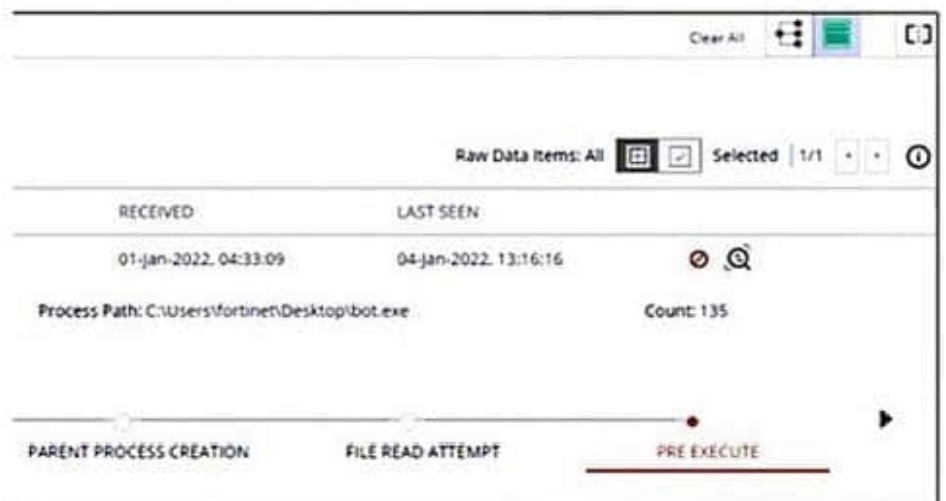 Clear All
Raw Data Items: All Selected 1/1
RECEIVED LAST SEEN
01-Jan-2022, 04:33:09 04-Jan-2022, 13:16:16
Process Path: C:\Users\fortinet\Desktop\bot.exe Count: 135
PARENT PROCESS CREATION FILE READ ATTEMPT PRE EXECUTE